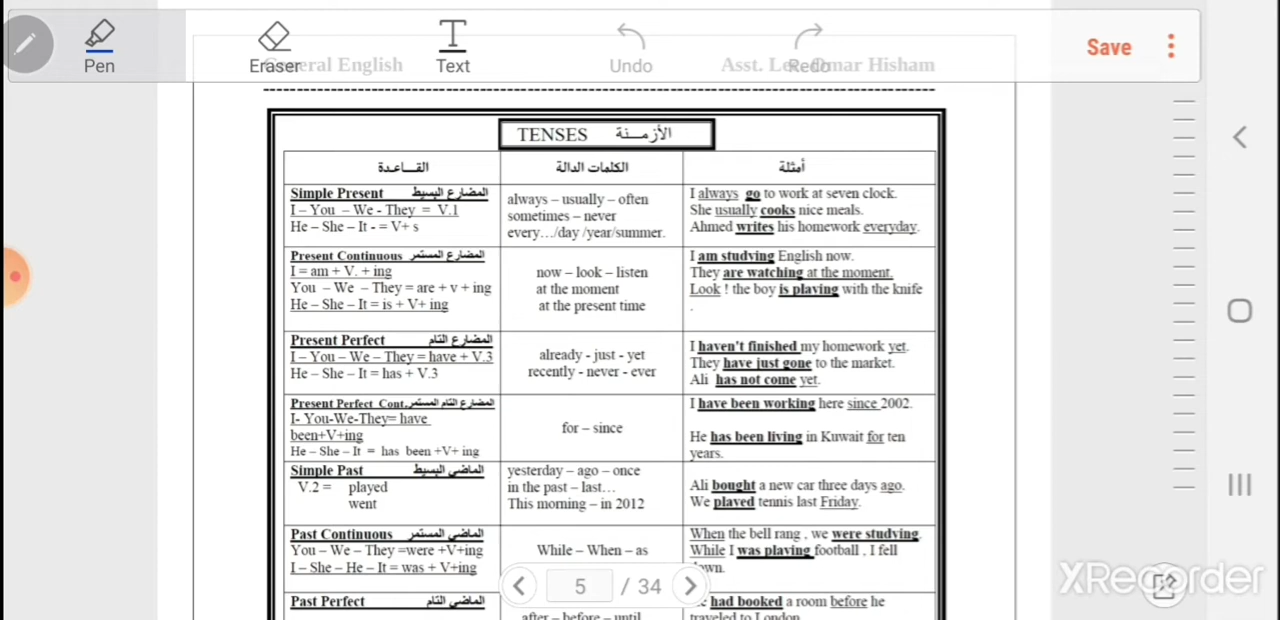 Pen
Eraser
Text
Undo
Redo
Save
General English
Asst. Lec. Omar Hisham
TENSES الأزمـــنة
القـــاعدة الكلمات الدالة أمثلة
Simple Present المضارع البسيط
I – You – We - They = V.1
He – She – It - = V+ s
always – usually – often
sometimes – never
every…/day /year/summer.
I always go to work at seven clock.
She usually cooks nice meals.
Ahmed writes his homework everyday.
Present Continuous المضارع المستمر
I = am + V. + ing
You – We – They = are + v + ing
He – She – It = is + V+ ing
now – look – listen
at the moment
at the present time
I am studying English now.
They are watching at the moment.
Look ! the boy is playing with the knife
.
Present Perfect المضارع التام
I – You – We – They = have + V.3
He – She – It = has + V.3
already - just - yet
recently - never - ever
I haven't finished my homework yet.
They have just gone to the market.
Ali has not come yet.
Present Perfect Cont. المضارع التام المستمر
I- You-We-They= have
been+V+ing
He – She – It = has been +V+ ing
for – since
I have been working here since 2002.
He has been living in Kuwait for ten
years.
Simple Past الماضي البسيط
V.2 = played
went
yesterday – ago – once
in the past – last…
This morning – in 2012
Ali bought a new car three days ago.
We played tennis last Friday.
Past Continuous الماضي المستمر
You – We – They =were +V+ing
I – She – He – It = was + V+ing
While – When – as
When the bell rang , we were studying.
While I was playing football , I fell
down.
Past Perfect الماضي التام
after – before – until
had booked a room before he
traveled to London
5 / 34
XRecorder